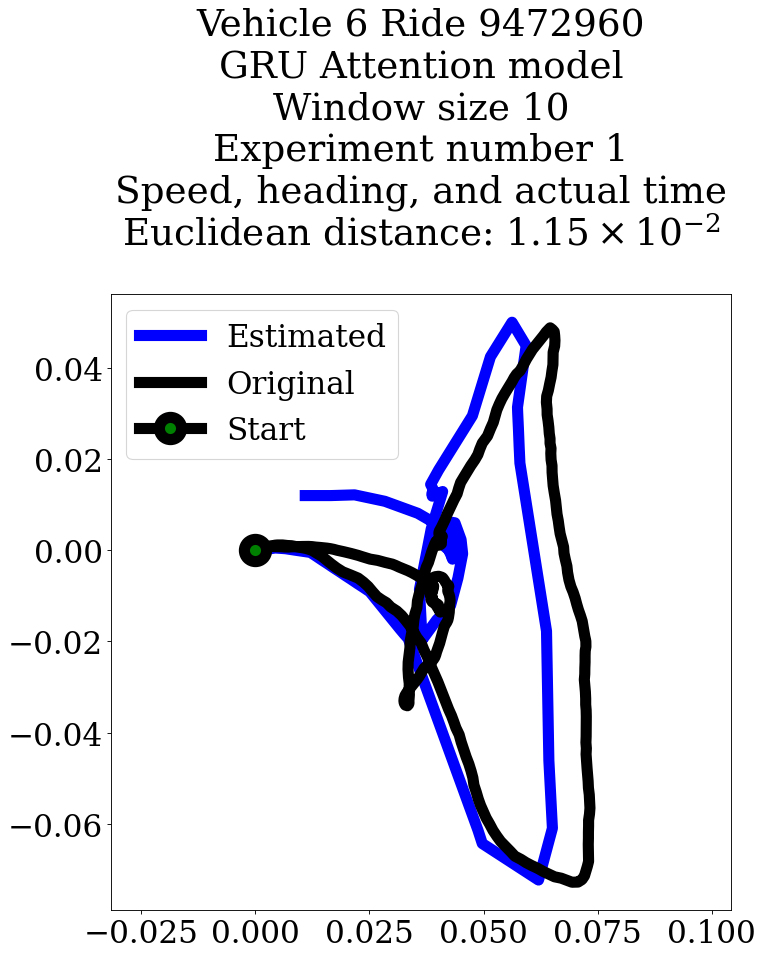 Vehicle 6 Ride 9472960
GRU Attention model
Window size 10
Experiment number 1
Speed, heading, and actual time
Euclidean distance: 1.15 × 10⁻²
Estimated
Original
Start
0.04
0.02
0.00
−0.02
−0.04
−0.06
−0.025 0.000 0.025 0.050 0.075 0.100